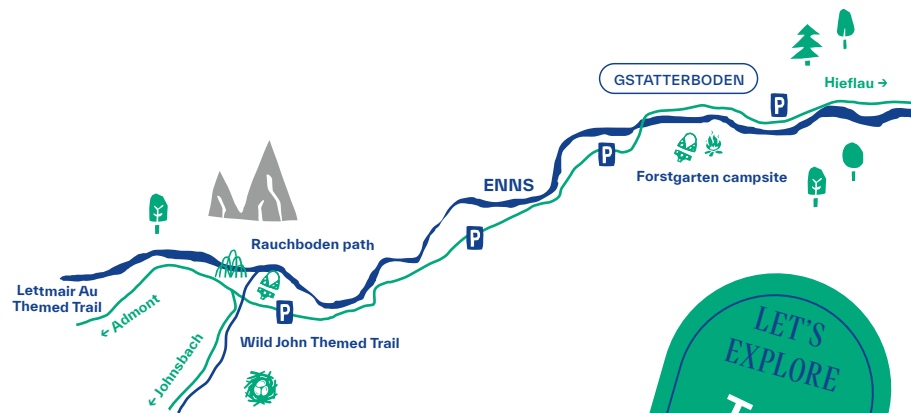 GSTATTERBODEN
Hieflau →
P
P
Forstgarten campsite
ENNS
P
Rauchboden path
Lettmair Au
Themed Trail
← Admont
P
Wild John Themed Trail
← Johnsbach
LET'S
EXPLORE